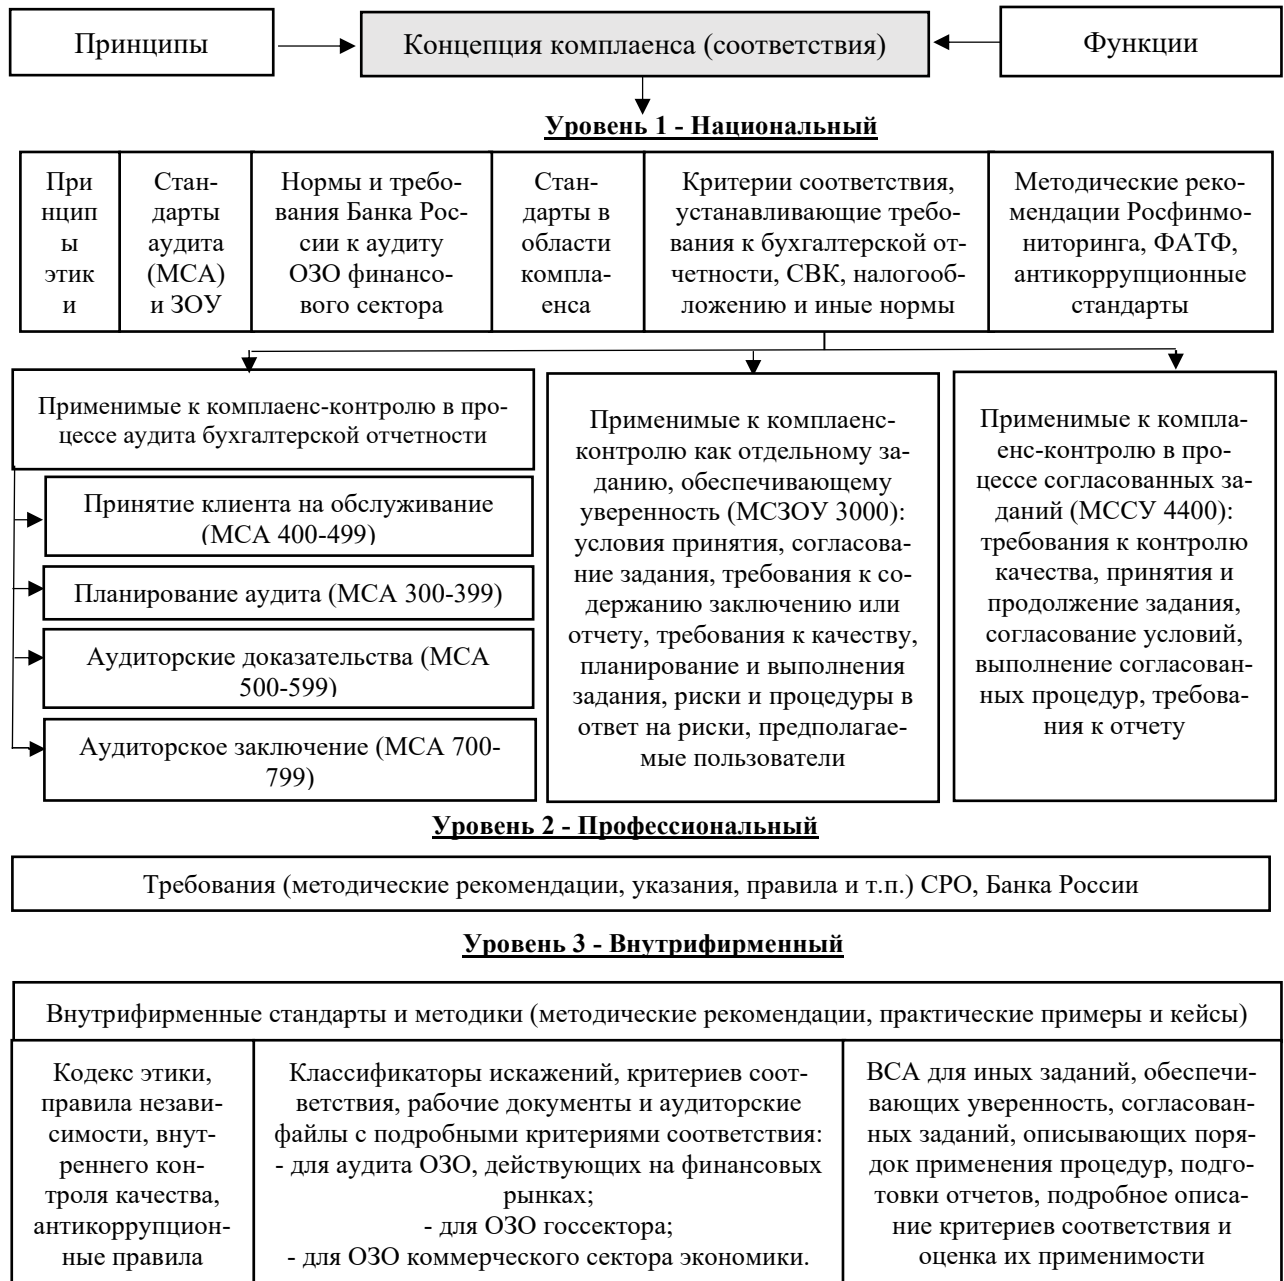 Принципы
Концепция комплаенса (соответствия)
Функции
Уровень 1 - Национальный
При
нцип
ы
этик
и
Стан-
дарты
аудита
(МСА)
и ЗОУ
Нормы и требо-
вания Банка Рос-
сии к аудиту
ОЗО финансо-
вого сектора
Стан-
дарты в
области
компла-
енса
Критерии соответствия,
устанавливающие требо-
вания к бухгалтерской от-
четности, СВК, налогооб-
ложению и иные нормы
Методические реко-
мендации Росфинмо-
ниторинга, ФАТФ,
антикоррупционные
стандарты
Применимые к комплаенс-контролю в про-
цессе аудита бухгалтерской отчетности
Принятие клиента на обслуживание
(МСА 400-499)
Планирование аудита (МСА 300-399)
Аудиторские доказательства (МСА
500-599)
Аудиторское заключение (МСА 700-
799)
Применимые к комплаенс-
контролю как отдельному за-
данию, обеспечивающему
уверенность (МСЗОУ 3000):
условия принятия, согласова-
ние задания, требования к со-
держанию заключению или
отчету, требования к качеству,
планирование и выполнения
задания, риски и процедуры в
ответ на риски, предполагае-
мые пользователи
Применимые к компла-
енс-контролю в про-
цессе согласованных за-
даний (МССУ 4400):
требования к контролю
качества, принятия и
продолжение задания,
согласование условий,
выполнение согласован-
ных процедур, требова-
ния к отчету
Уровень 2 - Профессиональный
Требования (методические рекомендации, указания, правила и т.п.) СРО, Банка России
Уровень 3 - Внутрифирменный
Внутрифирменные стандарты и методики (методические рекомендации, практические примеры и кейсы)
Кодекс этики,
правила незави-
симости, внут-
реннего кон-
троля качества,
антикоррупцион-
ные правила
Классификаторы искажений, критериев соот-
ветствия, рабочие документы и аудиторские
файлы с подробными критериями соответствия:
- для аудита ОЗО, действующих на финансовых
рынках;
- для ОЗО госсектора;
- для ОЗО коммерческого сектора экономики.
ВСА для иных заданий, обеспечи-
вающих уверенность, согласован-
ных заданий, описывающих поря-
док применения процедур, подго-
товки отчетов, подробное описа-
ние критериев соответствия и
оценка их применимости